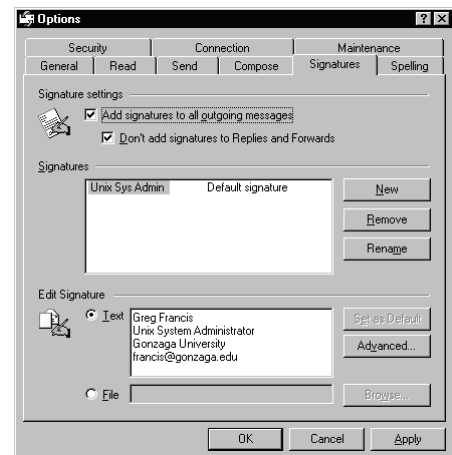 Options
Security Connection Maintenance
General Read Send Compose Signatures Spelling
Signature settings
Add signatures to all outgoing messages
Don't add signatures to Replies and Forwards
Signatures
Unix Sys Admin Default signature
New
Remove
Rename
Edit Signature
Text
Greg Francis
Unix System Administrator
Gonzaga University
francis@gonzaga.edu
Set as Default
Advanced...
File
Browse...
OK Cancel Apply